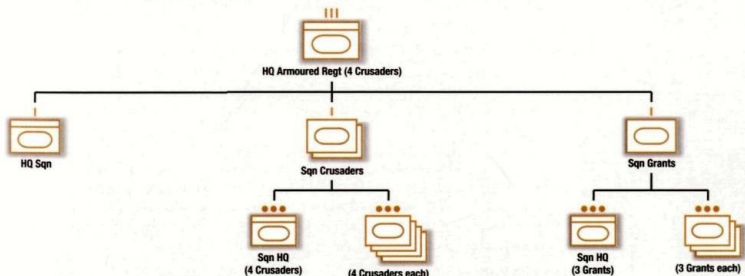 HQ Armoured Regt (4 Crusaders)
HQ Sqn
Sqn Crusaders
Sqn Grants
Sqn HQ
(4 Crusaders)
(4 Crusaders each)
Sqn HQ
(3 Grants)
(3 Grants each)